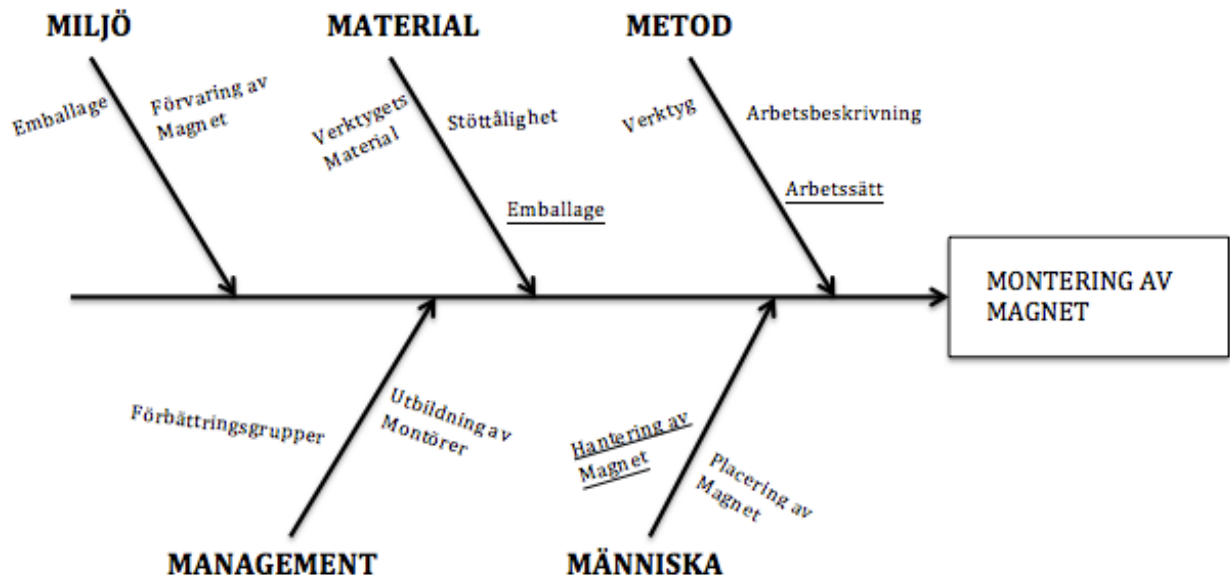 MILJÖ
MATERIAL
METOD
Emballage
Förvaring av
Magnet
Verktygets
Material
Stöttålighet
Emballage
Verktyg
Arbetsbeskrivning
Arbetssätt
MONTERING AV
MAGNET
Förbättringsgrupper
Utbildning av
Montörer
Hantering av
Magnet
Placering av
Magnet
MANAGEMENT
MÄNNISKA